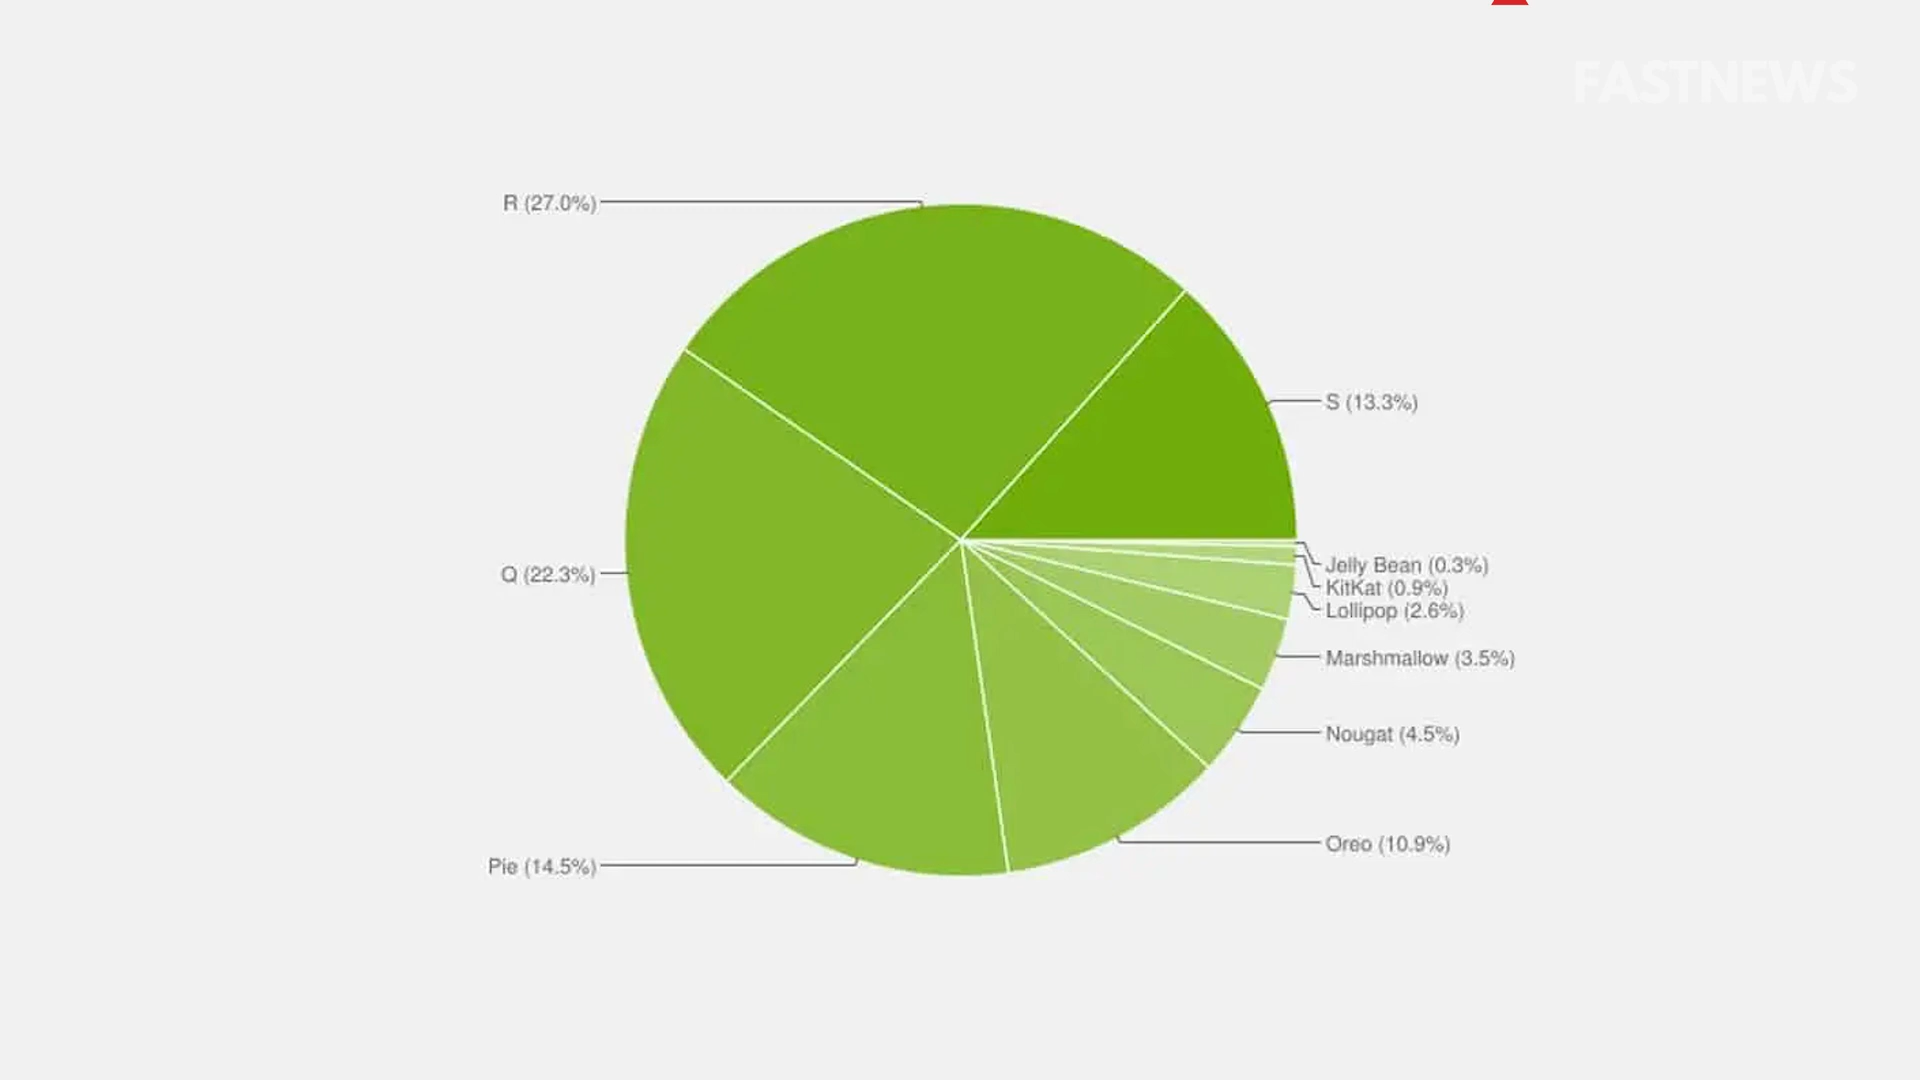 FASTNEWS
R (27.0%)
S (13.3%)
Jelly Bean (0.3%)
Q (22.3%)
KitKat (0.9%)
Lollipop (2.6%)
Marshmallow (3.5%)
Nougat (4.5%)
Oreo (10.9%)
Pie (14.5%)